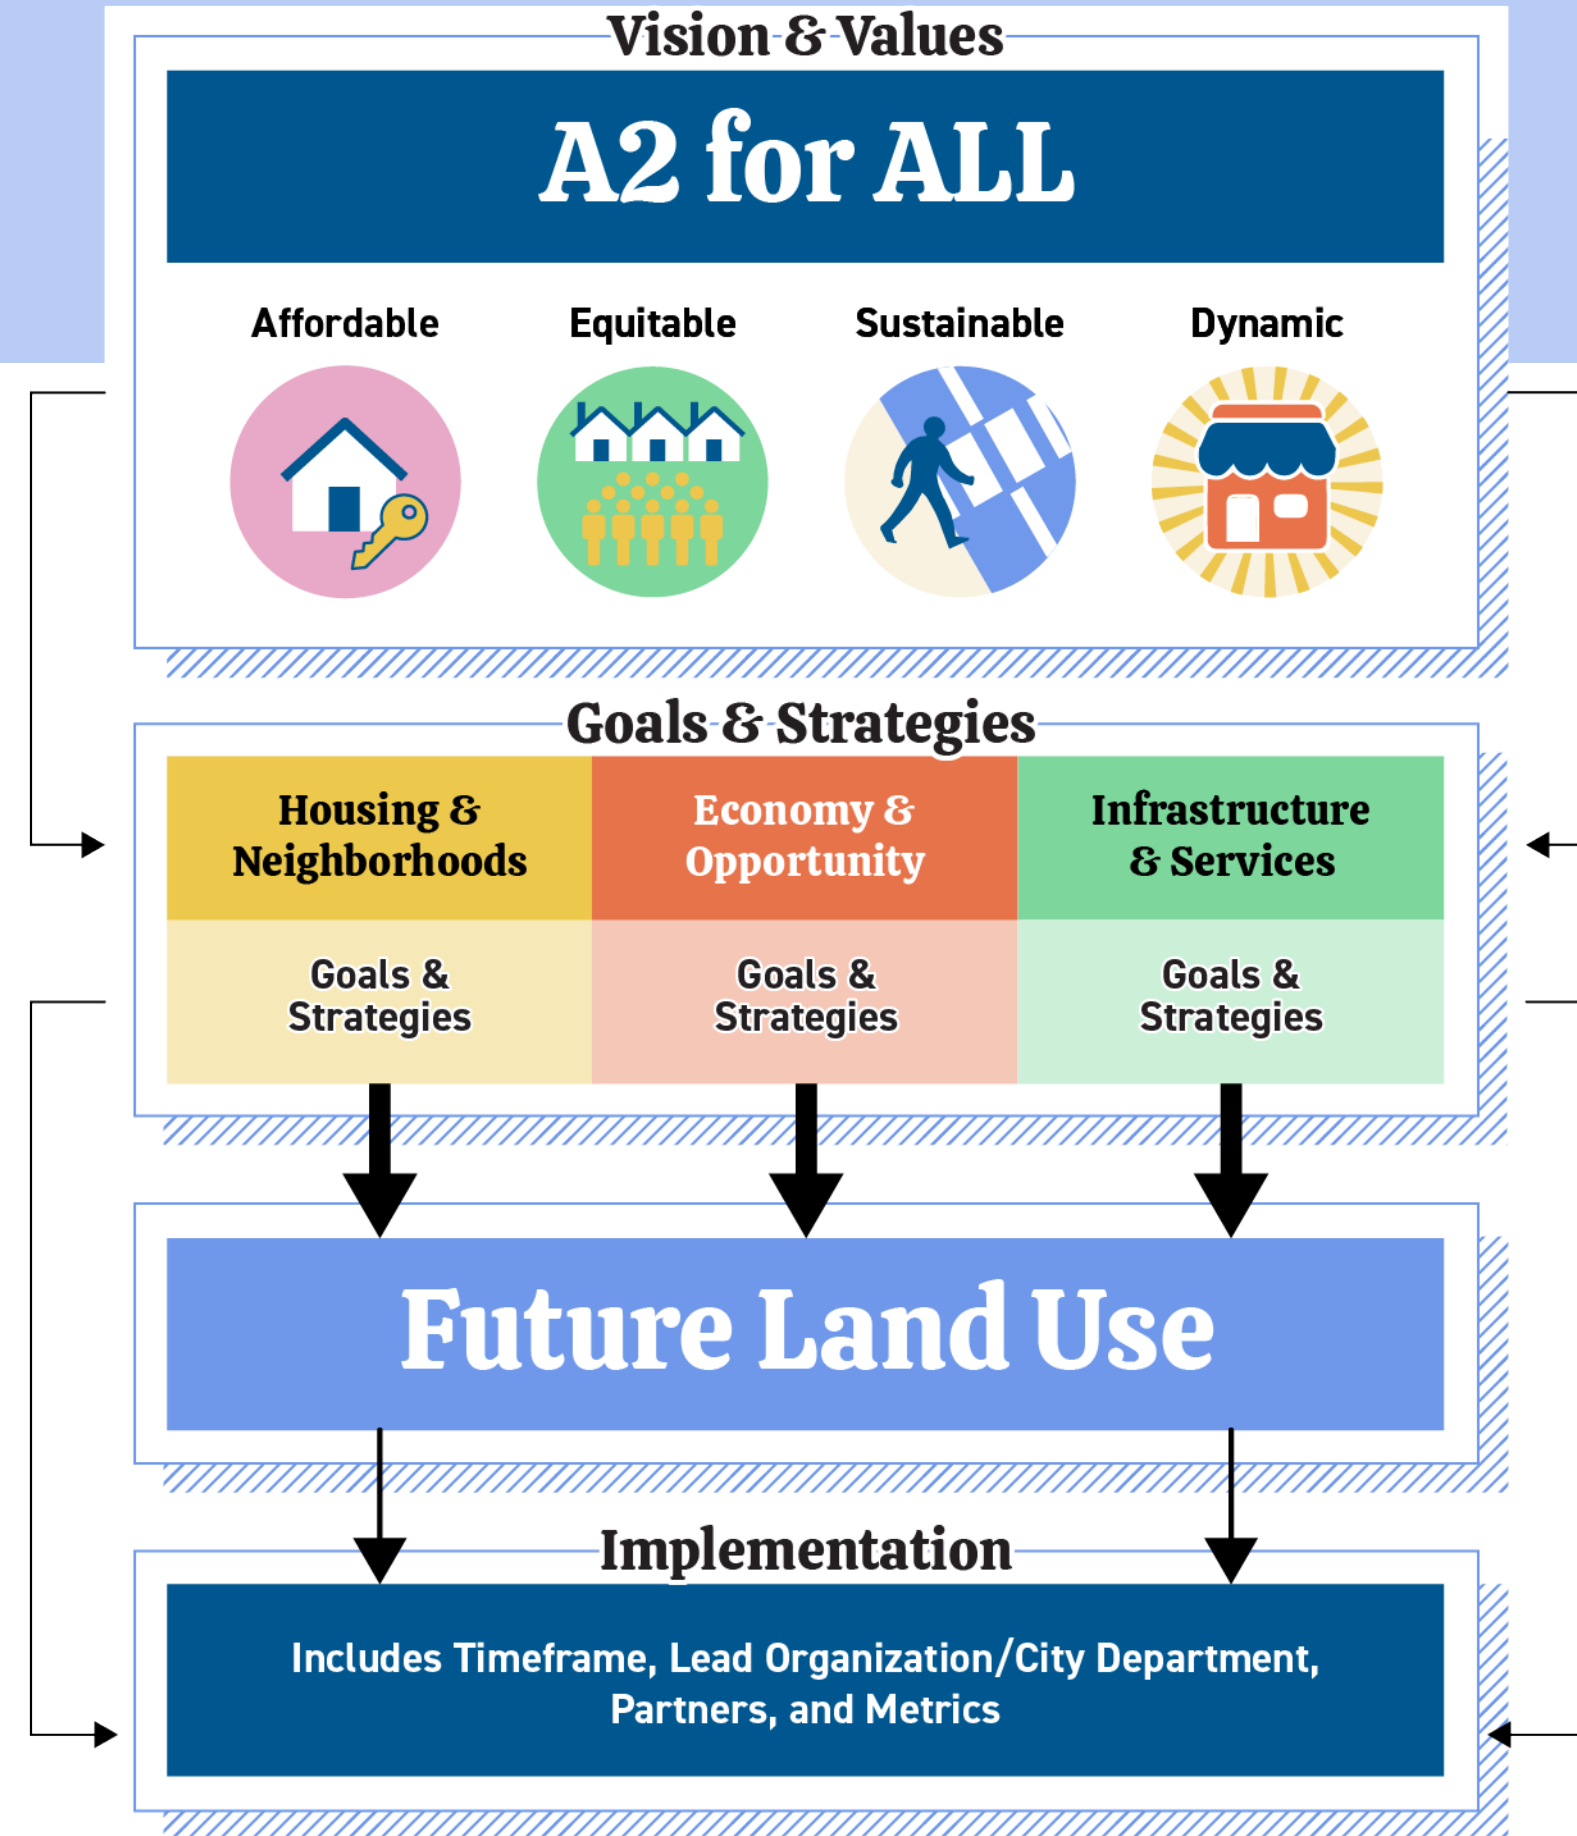 Vision & Values
A2 for ALL
Affordable
Equitable
Sustainable
Dynamic
Goals & Strategies
Housing &
Neighborhoods
Economy &
Opportunity
Infrastructure
& Services
Goals &
Strategies
Goals &
Strategies
Goals &
Strategies
Future Land Use
Implementation
Includes Timeframe, Lead Organization/City Department,
Partners, and Metrics